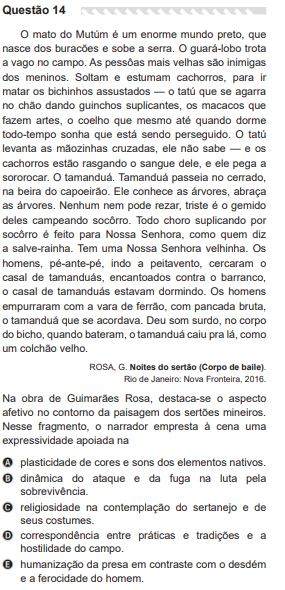 Questão 14
O mato do Mutúm é um enorme mundo preto, que
nasce dos buracões e sobe a serra. O guará-lobo trota
a vago no campo. As pessôas mais velhas são inimigas
dos meninos. Soltam e estumam cachorros, para ir
matar os bichinhos assustados — o tatú que se agarra
no chão dando guinchos suplicantes, os macacos que
fazem artes, o coelho que mesmo até quando dorme
todo-tempo sonha que está sendo perseguido. O tatú
levanta as mãozinhas cruzadas, ele não sabe — e os
cachorros estão rasgando o sangue dele, e ele pega a
sororocar. O tamanduá. Tamanduá passeia no cerrado,
na beira do capoeirão. Ele conhece as árvores, abraça
as árvores. Nenhum nem pode rezar, triste é o gemido
deles campeando socôrro. Todo choro suplicando por
socôrro é feito para Nossa Senhora, como quem diz
a salve-rainha. Tem uma Nossa Senhora velhinha. Os
homens, pé-ante-pé, indo a peitavento, cercaram o
casal de tamanduás, encantoados contra o barranco,
o casal de tamanduás estavam dormindo. Os homens
empurraram com a vara de ferrão, com pancada bruta,
o tamanduá que se acordava. Deu som surdo, no corpo
do bicho, quando bateram, o tamanduá caiu pra lá, como
um colchão velho.
ROSA, G. Noites do sertão (Corpo de baile).
Rio de Janeiro: Nova Fronteira, 2016.
Na obra de Guimarães Rosa, destaca-se o aspecto
afetivo no contorno da paisagem dos sertões mineiros.
Nesse fragmento, o narrador empresta à cena uma
expressividade apoiada na
A plasticidade de cores e sons dos elementos nativos.
B dinâmica do ataque e da fuga na luta pela
sobrevivência.
C religiosidade na contemplação do sertanejo e de
seus costumes.
D correspondência entre práticas e tradições e a
hostilidade do campo.
E humanização da presa em contraste com o desdém
e a ferocidade do homem.